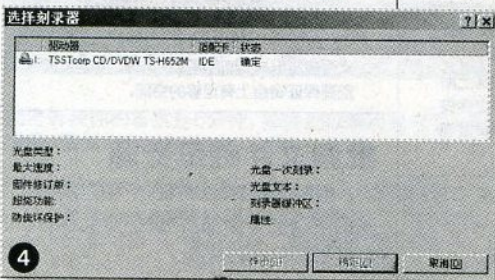 选择刻录器
驱动器 适配卡 状态
I: TSSTcorp CD/DVDW TS-H652M IDE 确定
光盘类型：
最大速度： 光盘一次刻录：
部件修订版： 光盘文本：
超烧功能: 刻录器缓冲区：
防烧坏保护： 属性
4
取消[C]